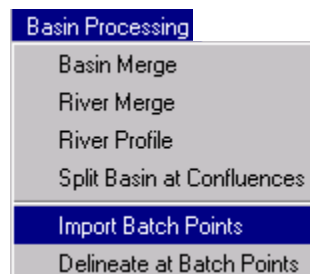 Basin Processing
Basin Merge
River Merge
River Profile
Split Basin at Confluences
Import Batch Points
Delineate at Batch Points